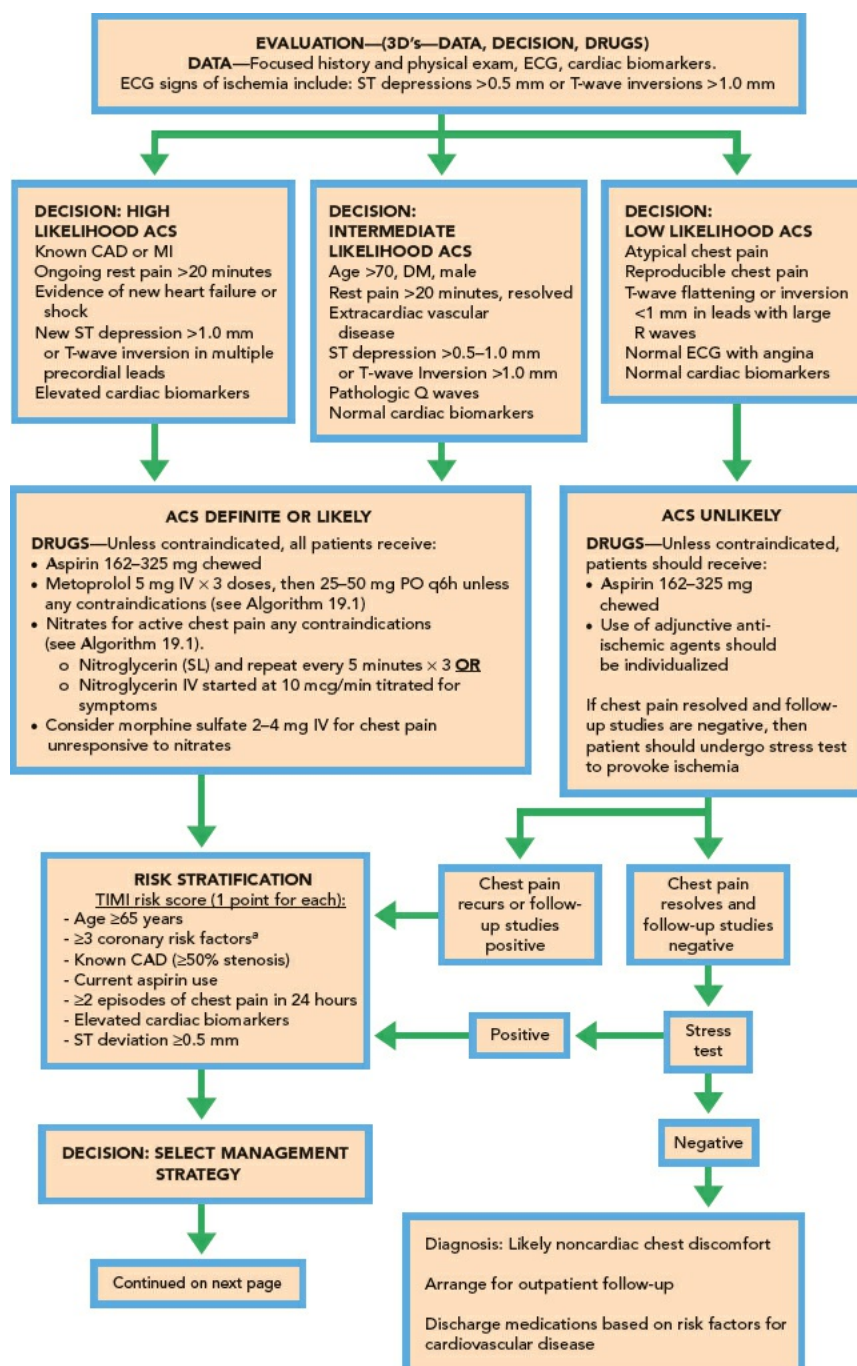 EVALUATION—(3D's—DATA, DECISION, DRUGS)
DATA—Focused history and physical exam, ECG, cardiac biomarkers.
ECG signs of ischemia include: ST depressions >0.5 mm or T-wave inversions >1.0 mm
DECISION: HIGH
LIKELIHOOD ACS
Known CAD or MI
Ongoing rest pain >20 minutes
Evidence of new heart failure or
shock
New ST depression >1.0 mm
or T-wave inversion in multiple
precordial leads
Elevated cardiac biomarkers
DECISION:
INTERMEDIATE
LIKELIHOOD ACS
Age >70, DM, male
Rest pain >20 minutes, resolved
Extracardiac vascular
disease
ST depression >0.5–1.0 mm
or T-wave Inversion >1.0 mm
Pathologic Q waves
Normal cardiac biomarkers
DECISION:
LOW LIKELIHOOD ACS
Atypical chest pain
Reproducible chest pain
T-wave flattening or inversion
<1 mm in leads with large
R waves
Normal ECG with angina
Normal cardiac biomarkers
ACS DEFINITE OR LIKELY
DRUGS—Unless contraindicated, all patients receive:
• Aspirin 162–325 mg chewed
• Metoprolol 5 mg IV × 3 doses, then 25–50 mg PO q6h unless
any contraindications (see Algorithm 19.1)
• Nitrates for active chest pain any contraindications
(see Algorithm 19.1).
o Nitroglycerin (SL) and repeat every 5 minutes × 3 OR
o Nitroglycerin IV started at 10 mcg/min titrated for
symptoms
• Consider morphine sulfate 2–4 mg IV for chest pain
unresponsive to nitrates
ACS UNLIKELY
DRUGS—Unless contraindicated,
patients should receive:
• Aspirin 162–325 mg
chewed
• Use of adjunctive anti-
ischemic agents should
be individualized
If chest pain resolved and follow-
up studies are negative, then
patient should undergo stress test
to provoke ischemia
RISK STRATIFICATION
TIMI risk score (1 point for each):
- Age ≥65 years
- ≥3 coronary risk factorsᵃ
- Known CAD (≥50% stenosis)
- Current aspirin use
- ≥2 episodes of chest pain in 24 hours
- Elevated cardiac biomarkers
- ST deviation ≥0.5 mm
Chest pain
recurs or follow-
up studies
positive
Chest pain
resolves and
follow-up studies
negative
Positive
Stress
test
Negative
DECISION: SELECT MANAGEMENT
STRATEGY
Continued on next page
Diagnosis: Likely noncardiac chest discomfort
Arrange for outpatient follow-up
Discharge medications based on risk factors for
cardiovascular disease